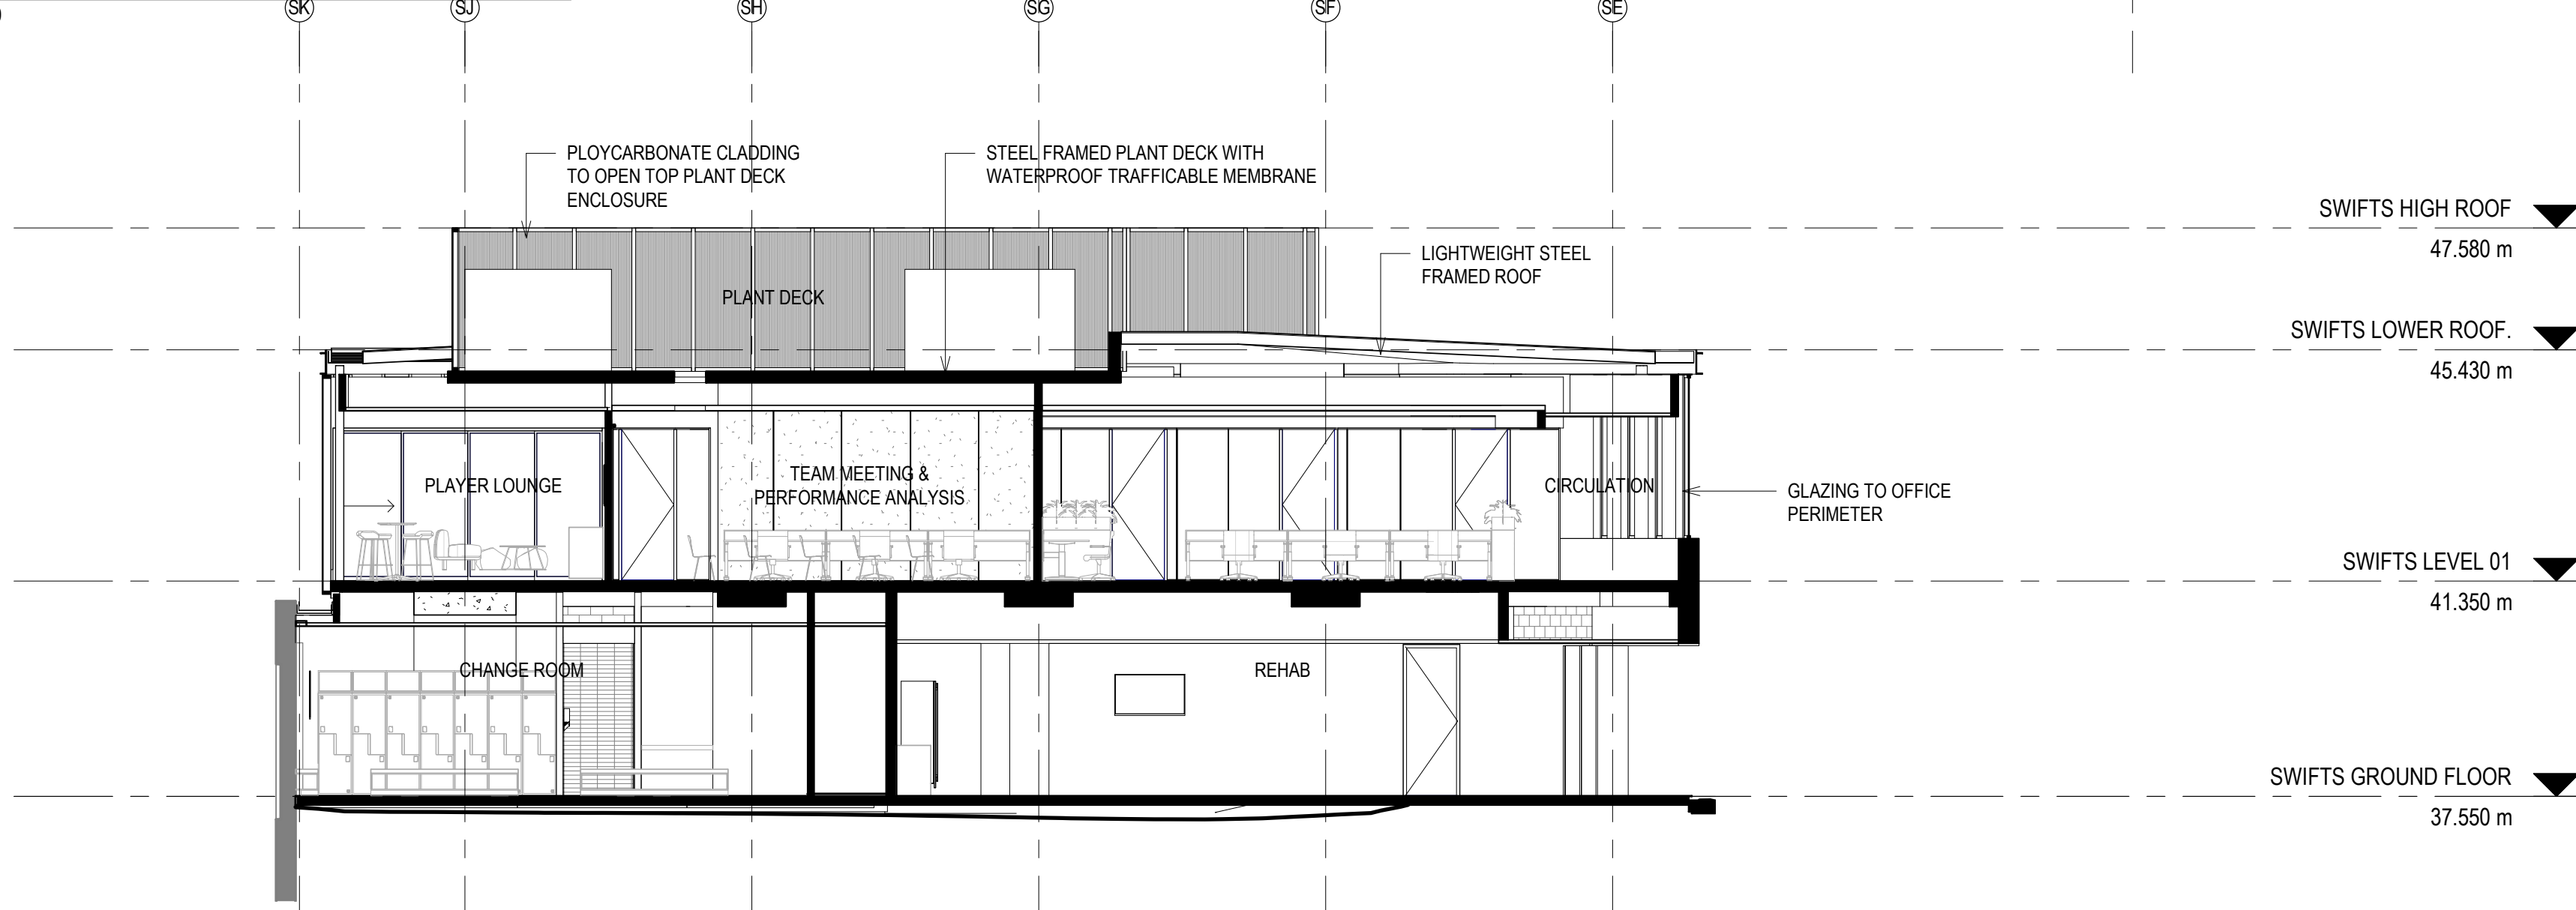 SK
SJ
SH
SG
SF
SE
PLOYCARBONATE CLADDING
TO OPEN TOP PLANT DECK
ENCLOSURE
STEEL FRAMED PLANT DECK WITH
WATERPROOF TRAFFICABLE MEMBRANE
LIGHTWEIGHT STEEL
FRAMED ROOF
SWIFTS HIGH ROOF
47.580 m
PLANT DECK
SWIFTS LOWER ROOF.
45.430 m
PLAYER LOUNGE
TEAM MEETING &
PERFORMANCE ANALYSIS
CIRCULATION
GLAZING TO OFFICE
PERIMETER
SWIFTS LEVEL 01
41.350 m
CHANGE ROOM
REHAB
SWIFTS GROUND FLOOR
37.550 m